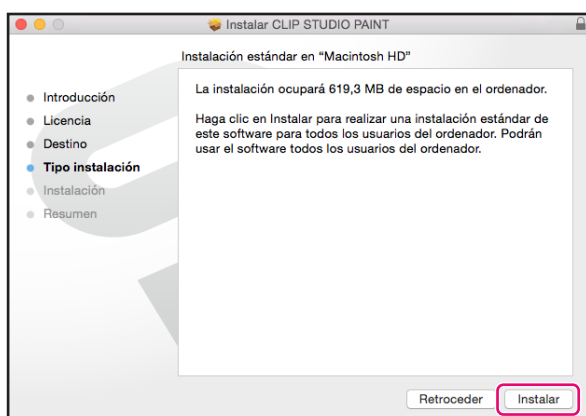 Instalar CLIP STUDIO PAINT
Instalación estándar en “Macintosh HD”
Introducción
Licencia
Destino
Tipo instalación
Instalación
Resumen
La instalación ocupará 619,3 MB de espacio en el ordenador.
Haga clic en Instalar para realizar una instalación estándar de
este software para todos los usuarios del ordenador. Podrán
usar el software todos los usuarios del ordenador.
Retroceder
Instalar